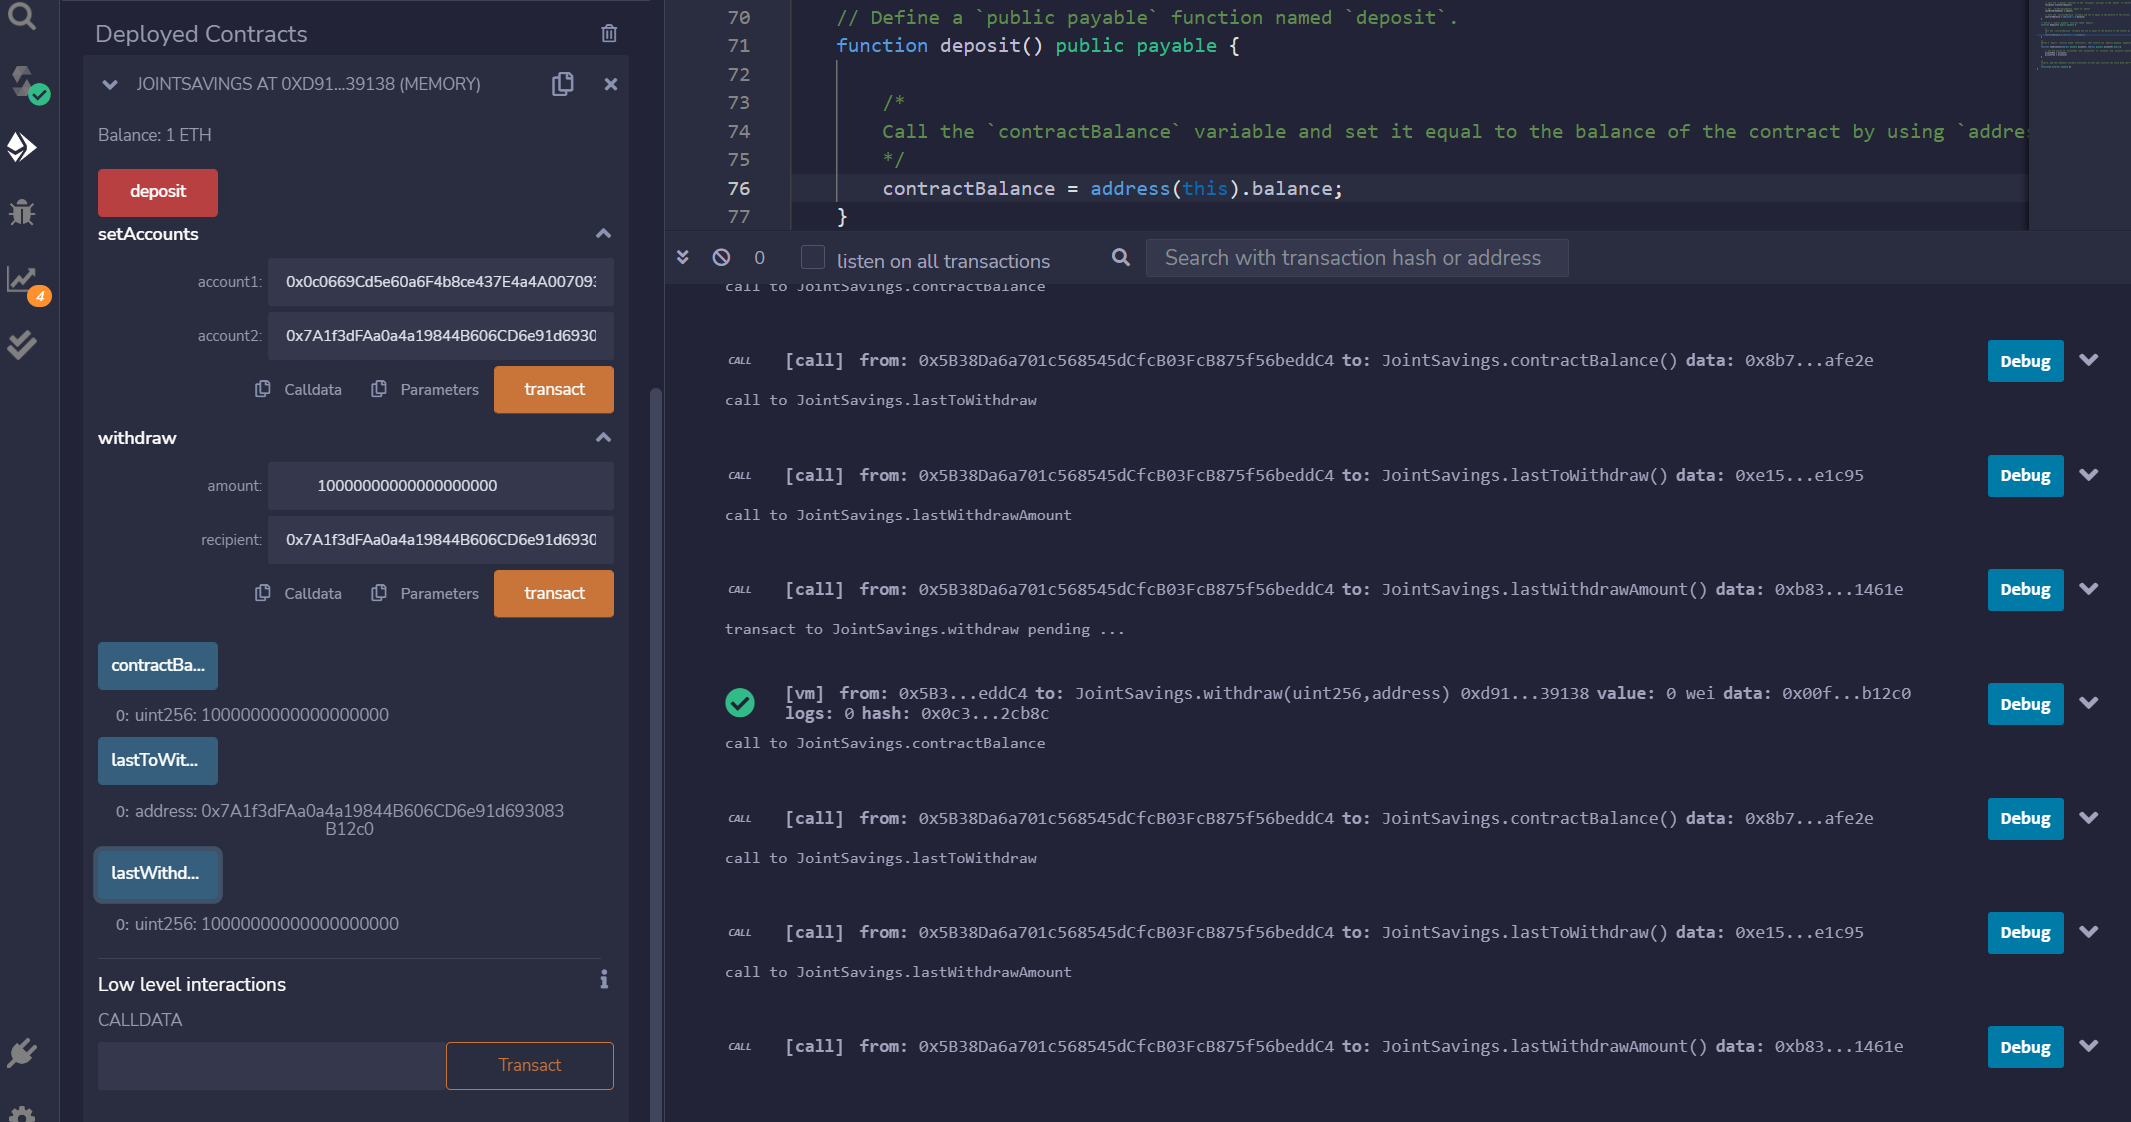 Deployed Contracts
JOINTSAVINGS AT 0XD91...39138 (MEMORY)
Balance: 1 ETH
deposit
setAccounts
account1: 0x0c0669Cd5e60a6F4b8ce437E4a4A007093
account2: 0x7A1f3dFAa0a4a19844B606CD6e91d6930
Calldata Parameters transact
withdraw
amount: 10000000000000000000
recipient: 0x7A1f3dFAa0a4a19844B606CD6e91d6930
Calldata Parameters transact
contractBa...
0: uint256: 1000000000000000000
lastToWit...
0: address: 0x7A1f3dFAa0a4a19844B606CD6e91d693083
B12c0
lastWithd...
0: uint256: 10000000000000000000
Low level interactions
CALLDATA
Transact
4
70 // Define a `public payable` function named `deposit`.
71 function deposit() public payable {
72
73 /*
74 Call the `contractBalance` variable and set it equal to the balance of the contract by using `addre
75 */
76 contractBalance = address(this).balance;
77 }
0 listen on all transactions Search with transaction hash or address
call to JointSavings.contractBalance
CALL [call] from: 0x5B38Da6a701c568545dCfcB03FcB875f56beddC4 to: JointSavings.contractBalance() data: 0x8b7...afe2e Debug
call to JointSavings.lastToWithdraw
CALL [call] from: 0x5B38Da6a701c568545dCfcB03FcB875f56beddC4 to: JointSavings.lastToWithdraw() data: 0xe15...e1c95 Debug
call to JointSavings.lastWithdrawAmount
CALL [call] from: 0x5B38Da6a701c568545dCfcB03FcB875f56beddC4 to: JointSavings.lastWithdrawAmount() data: 0xb83...1461e Debug
transact to JointSavings.withdraw pending ...
[vm] from: 0x5B3...eddC4 to: JointSavings.withdraw(uint256,address) 0xd91...39138 value: 0 wei data: 0x00f...b12c0 Debug
logs: 0 hash: 0x0c3...2cb8c
call to JointSavings.contractBalance
CALL [call] from: 0x5B38Da6a701c568545dCfcB03FcB875f56beddC4 to: JointSavings.contractBalance() data: 0x8b7...afe2e Debug
call to JointSavings.lastToWithdraw
CALL [call] from: 0x5B38Da6a701c568545dCfcB03FcB875f56beddC4 to: JointSavings.lastToWithdraw() data: 0xe15...e1c95 Debug
call to JointSavings.lastWithdrawAmount
CALL [call] from: 0x5B38Da6a701c568545dCfcB03FcB875f56beddC4 to: JointSavings.lastWithdrawAmount() data: 0xb83...1461e Debug